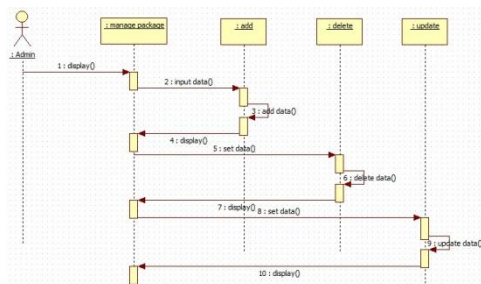 : manage package
: add
: delete
: update
: Admin
1 : display()
2 : input data()
3 : add data()
4 : display()
5 : set data()
6 : delete data()
7 : display()
8 : set data()
9 : update data()
10 : display()